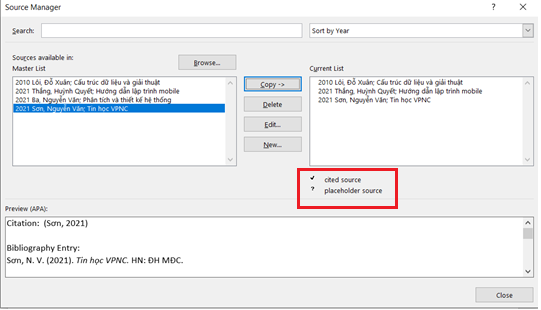 Source Manager
Search:
Sort by Year
Sources available in:
Master List
Browse...
Current List
2010 Lôi, Đỗ Xuân; Cấu trúc dữ liệu và giải thuật
2021 Thắng, Huỳnh Quyết; Hướng dẫn lập trình mobile
2021 Ba, Nguyễn Văn; Phân tích và thiết kế hệ thống
2021 Sơn, Nguyễn Văn; Tin học VPNC
Copy ->
Delete
Edit...
New...
2010 Lôi, Đỗ Xuân; Cấu trúc dữ liệu và giải thuật
2021 Thắng, Huỳnh Quyết; Hướng dẫn lập trình mobile
2021 Sơn, Nguyễn Văn; Tin học VPNC
✓ cited source
? placeholder source
Preview (APA):
Citation: (Sơn, 2021)
Bibliography Entry:
Sơn, N. V. (2021). Tin học VPNC. HN: ĐH MĐC.
Close